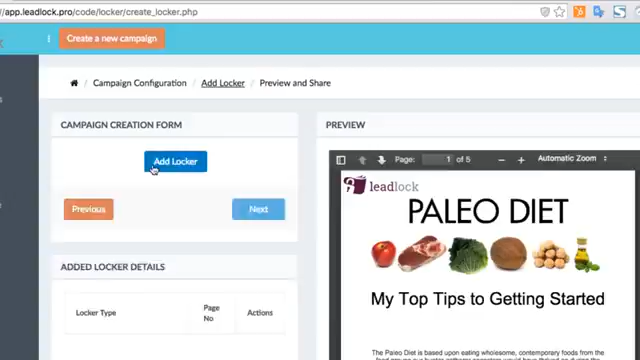 //app.leadlock.pro/code/locker/create_locker.php
Create a new campaign
Campaign Configuration / Add Locker / Preview and Share
CAMPAIGN CREATION FORM
Add Locker
Previous
Next
ADDED LOCKER DETAILS
Locker Type
Page No
Actions
PREVIEW
Page: 1 of 5
Automatic Zoom
leadlock
PALEO DIET
My Top Tips to Getting Started
The Paleo Diet is based upon eating wholesome, contemporary foods from the